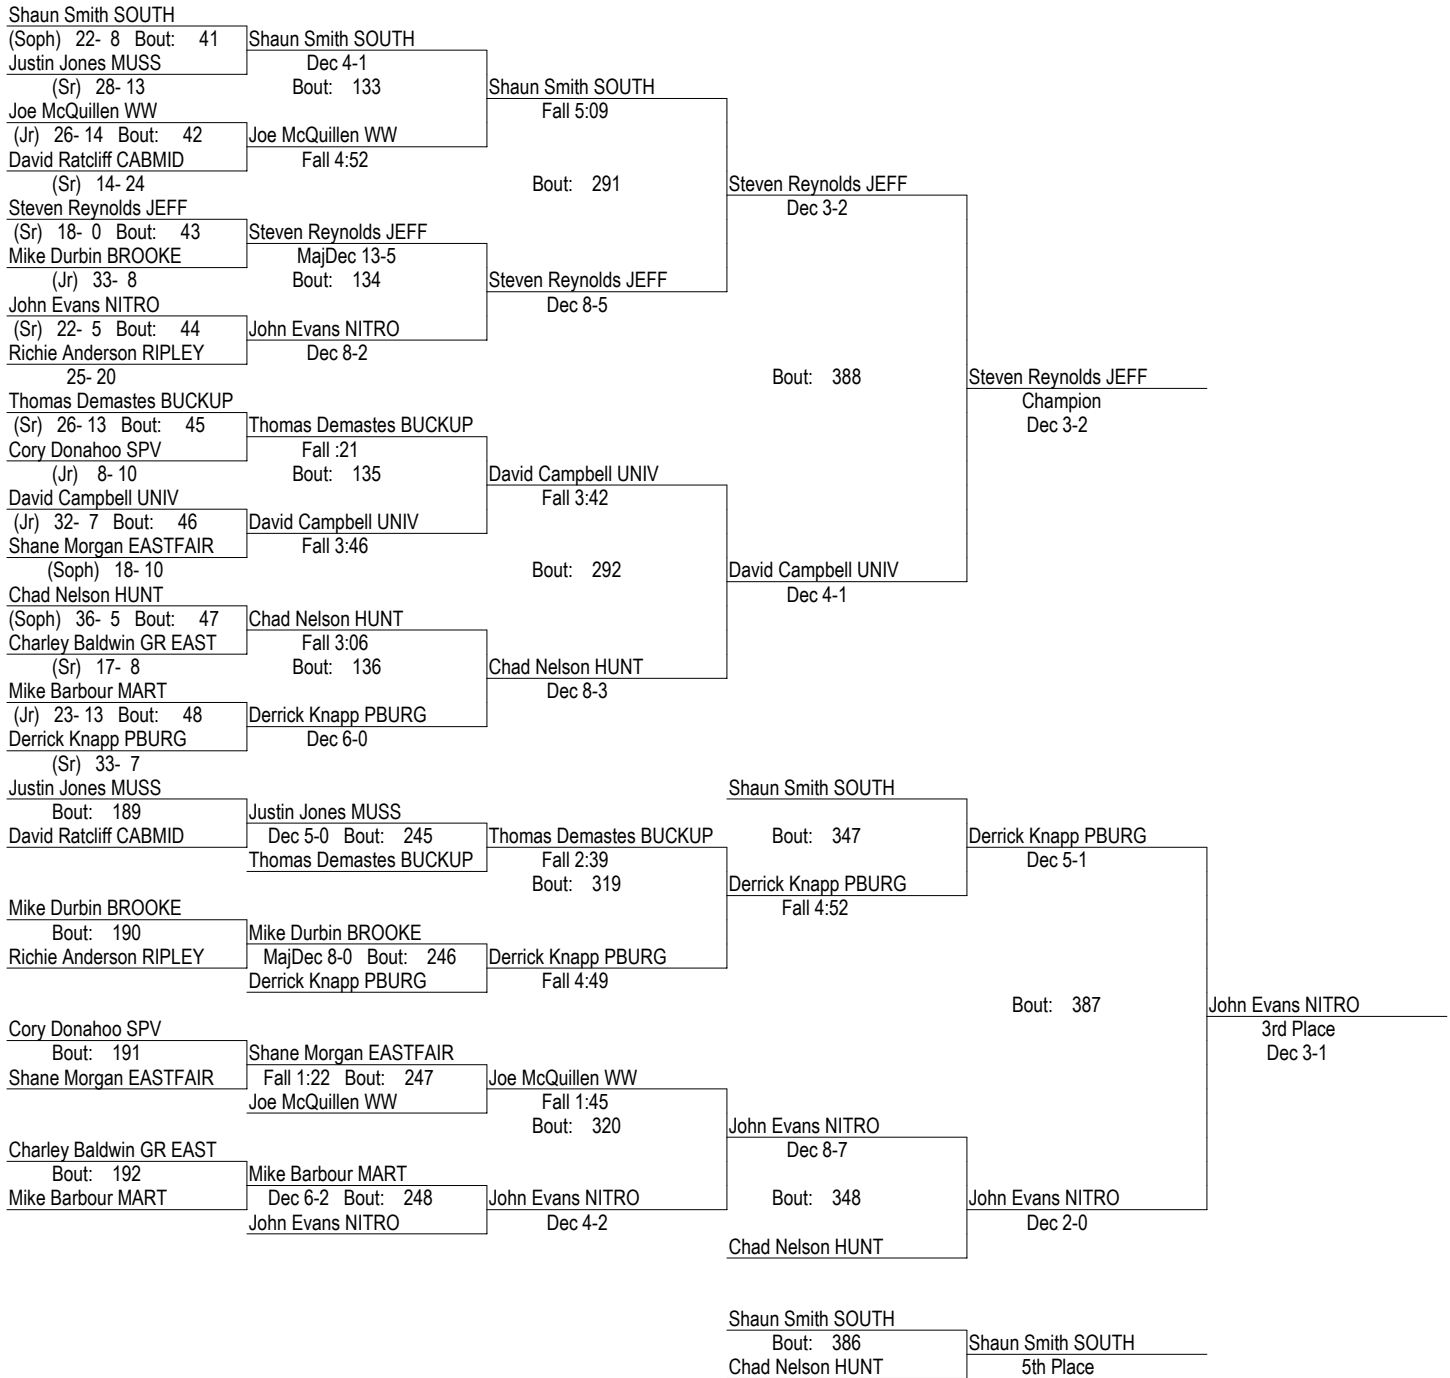 Shaun Smith SOUTH
(Soph) 22- 8 Bout: 41 Shaun Smith SOUTH
Justin Jones MUSS Dec 4-1
(Sr) 28- 13 Bout: 133 Shaun Smith SOUTH
Joe McQuillen WW Fall 5:09
(Jr) 26- 14 Bout: 42 Joe McQuillen WW
David Ratcliff CABMID Fall 4:52
(Sr) 14- 24 Bout: 291 Steven Reynolds JEFF
Steven Reynolds JEFF Dec 3-2
(Sr) 18- 0 Bout: 43 Steven Reynolds JEFF
Mike Durbin BROOKE MajDec 13-5
(Jr) 33- 8 Bout: 134 Steven Reynolds JEFF
John Evans NITRO Dec 8-5
(Sr) 22- 5 Bout: 44 John Evans NITRO
Richie Anderson RIPLEY Dec 8-2
25- 20 Bout: 388 Steven Reynolds JEFF
Thomas Demastes BUCKUP Champion
(Sr) 26- 13 Bout: 45 Thomas Demastes BUCKUP Dec 3-2
Cory Donahoo SPV Fall :21
(Jr) 8- 10 Bout: 135 David Campbell UNIV
David Campbell UNIV Fall 3:42
(Jr) 32- 7 Bout: 46 David Campbell UNIV
Shane Morgan EASTFAIR Fall 3:46
(Soph) 18- 10 Bout: 292 David Campbell UNIV
Chad Nelson HUNT Dec 4-1
(Soph) 36- 5 Bout: 47 Chad Nelson HUNT
Charley Baldwin GR EAST Fall 3:06
(Sr) 17- 8 Bout: 136 Chad Nelson HUNT
Mike Barbour MART Dec 8-3
(Jr) 23- 13 Bout: 48 Derrick Knapp PBURG
Derrick Knapp PBURG Dec 6-0
(Sr) 33- 7
Justin Jones MUSS Shaun Smith SOUTH
Bout: 189 Justin Jones MUSS
David Ratcliff CABMID Dec 5-0 Bout: 245 Thomas Demastes BUCKUP Bout: 347 Derrick Knapp PBURG
Thomas Demastes BUCKUP Fall 2:39 Dec 5-1
Bout: 319 Derrick Knapp PBURG
Mike Durbin BROOKE Fall 4:52
Bout: 190 Mike Durbin BROOKE
Richie Anderson RIPLEY MajDec 8-0 Bout: 246 Derrick Knapp PBURG
Derrick Knapp PBURG Fall 4:49
Bout: 387 John Evans NITRO
Cory Donahoo SPV 3rd Place
Bout: 191 Shane Morgan EASTFAIR Dec 3-1
Shane Morgan EASTFAIR Fall 1:22 Bout: 247 Joe McQuillen WW
Joe McQuillen WW Fall 1:45
Bout: 320 John Evans NITRO
Charley Baldwin GR EAST Dec 8-7
Bout: 192 Mike Barbour MART
Mike Barbour MART Dec 6-2 Bout: 248 John Evans NITRO Bout: 348 John Evans NITRO
John Evans NITRO Dec 4-2 Dec 2-0
Chad Nelson HUNT
Shaun Smith SOUTH
Bout: 386 Shaun Smith SOUTH
Chad Nelson HUNT 5th Place